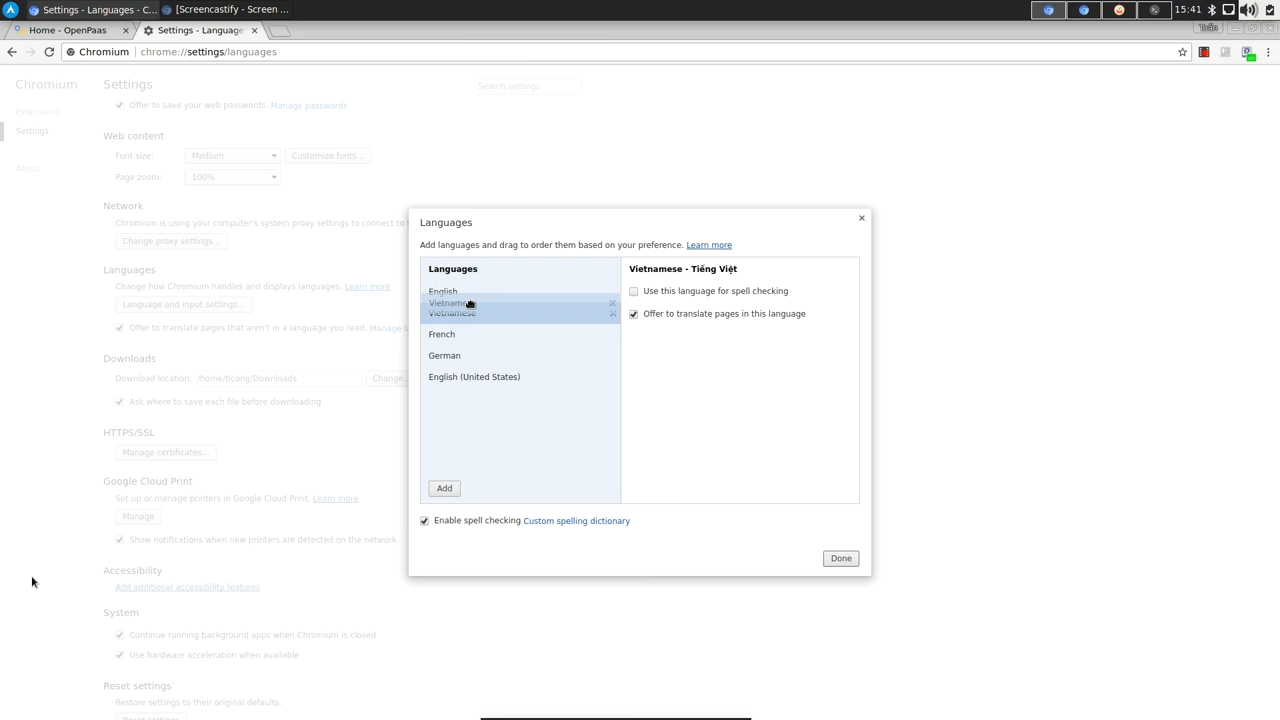 Settings - Languages - C...
[Screencastify - Screen ...
15:41
Home - OpenPaas
Settings - Language
Tuấn
Chromium
chrome://settings/languages
Chromium
Extensions
Settings
About
Settings
Search settings
Offer to save your web passwords. Manage passwords
Web content
Font size:
Medium
Customize fonts...
Page zoom:
100%
Network
Chromium is using your computer's system proxy settings to connect to
Change proxy settings...
Languages
Change how Chromium handles and displays languages. Learn more
Language and input settings...
Offer to translate pages that aren't in a language you read. Manage l
Downloads
Download location:
/home/tlcong/Downloads
Change..
Ask where to save each file before downloading
HTTPS/SSL
Manage certificates...
Google Cloud Print
Set up or manage printers in Google Cloud Print. Learn more
Manage
Show notifications when new printers are detected on the network
Accessibility
Add additional accessibility features
System
Continue running background apps when Chromium is closed
Use hardware acceleration when available
Reset settings
Restore settings to their original defaults.
Reset settings
Languages
Add languages and drag to order them based on your preference. Learn more
Languages
English
Vietnamese
Vietnamese
French
German
English (United States)
Add
Vietnamese - Tiếng Việt
Use this language for spell checking
Offer to translate pages in this language
Enable spell checking Custom spelling dictionary
Done